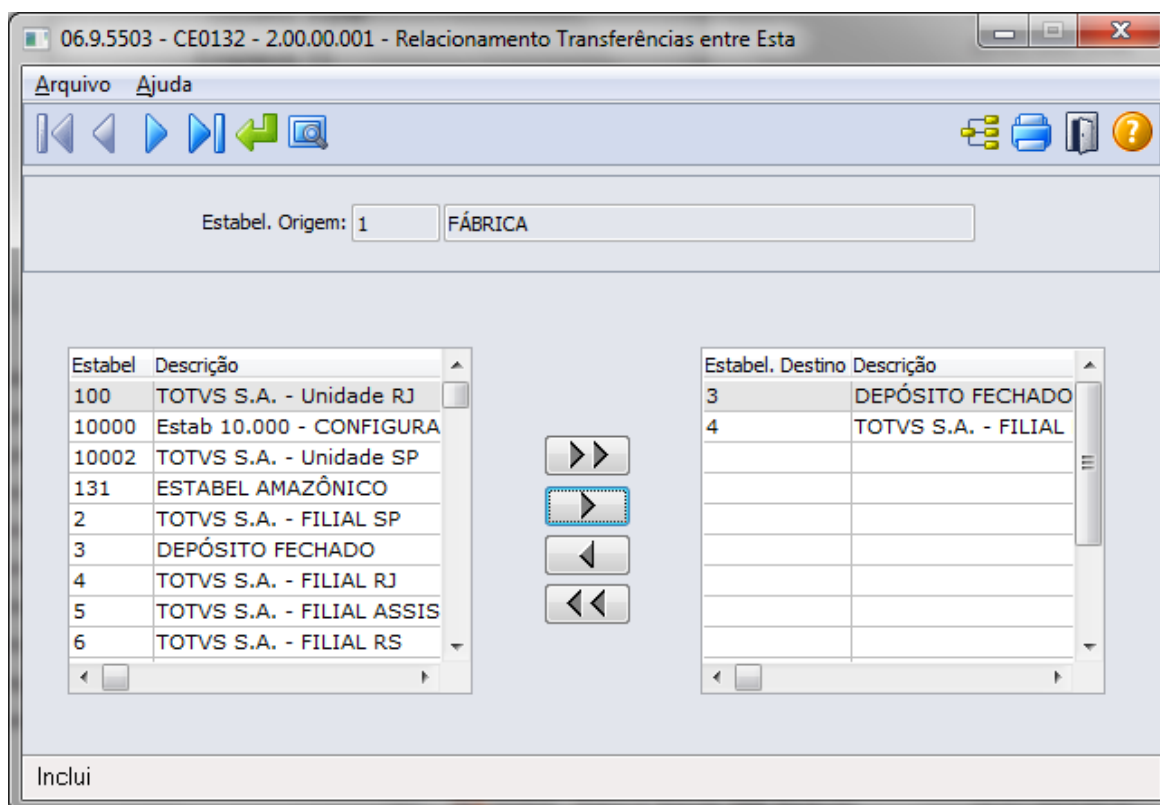 06.9.5503 - CE0132 - 2.00.00.001 - Relacionamento Transferências entre Esta
Arquivo Ajuda
Estabel. Origem: 1 FÁBRICA
Estabel Descrição
100 TOTVS S.A. - Unidade RJ
10000 Estab 10.000 - CONFIGURA
10002 TOTVS S.A. - Unidade SP
131 ESTABEL AMAZÔNICO
2 TOTVS S.A. - FILIAL SP
3 DEPÓSITO FECHADO
4 TOTVS S.A. - FILIAL RJ
5 TOTVS S.A. - FILIAL ASSIS
6 TOTVS S.A. - FILIAL RS
Estabel. Destino Descrição
3 DEPÓSITO FECHADO
4 TOTVS S.A. - FILIAL
Inclui